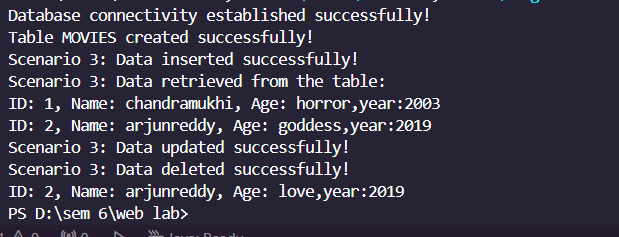 Database connectivity established successfully!
Table MOVIES created successfully!
Scenario 3: Data inserted successfully!
Scenario 3: Data retrieved from the table:
ID: 1, Name: chandramukhi, Age: horror,year:2003
ID: 2, Name: arjunreddy, Age: goddess,year:2019
Scenario 3: Data updated successfully!
Scenario 3: Data deleted successfully!
ID: 2, Name: arjunreddy, Age: love,year:2019
PS D:\sem 6\web lab>